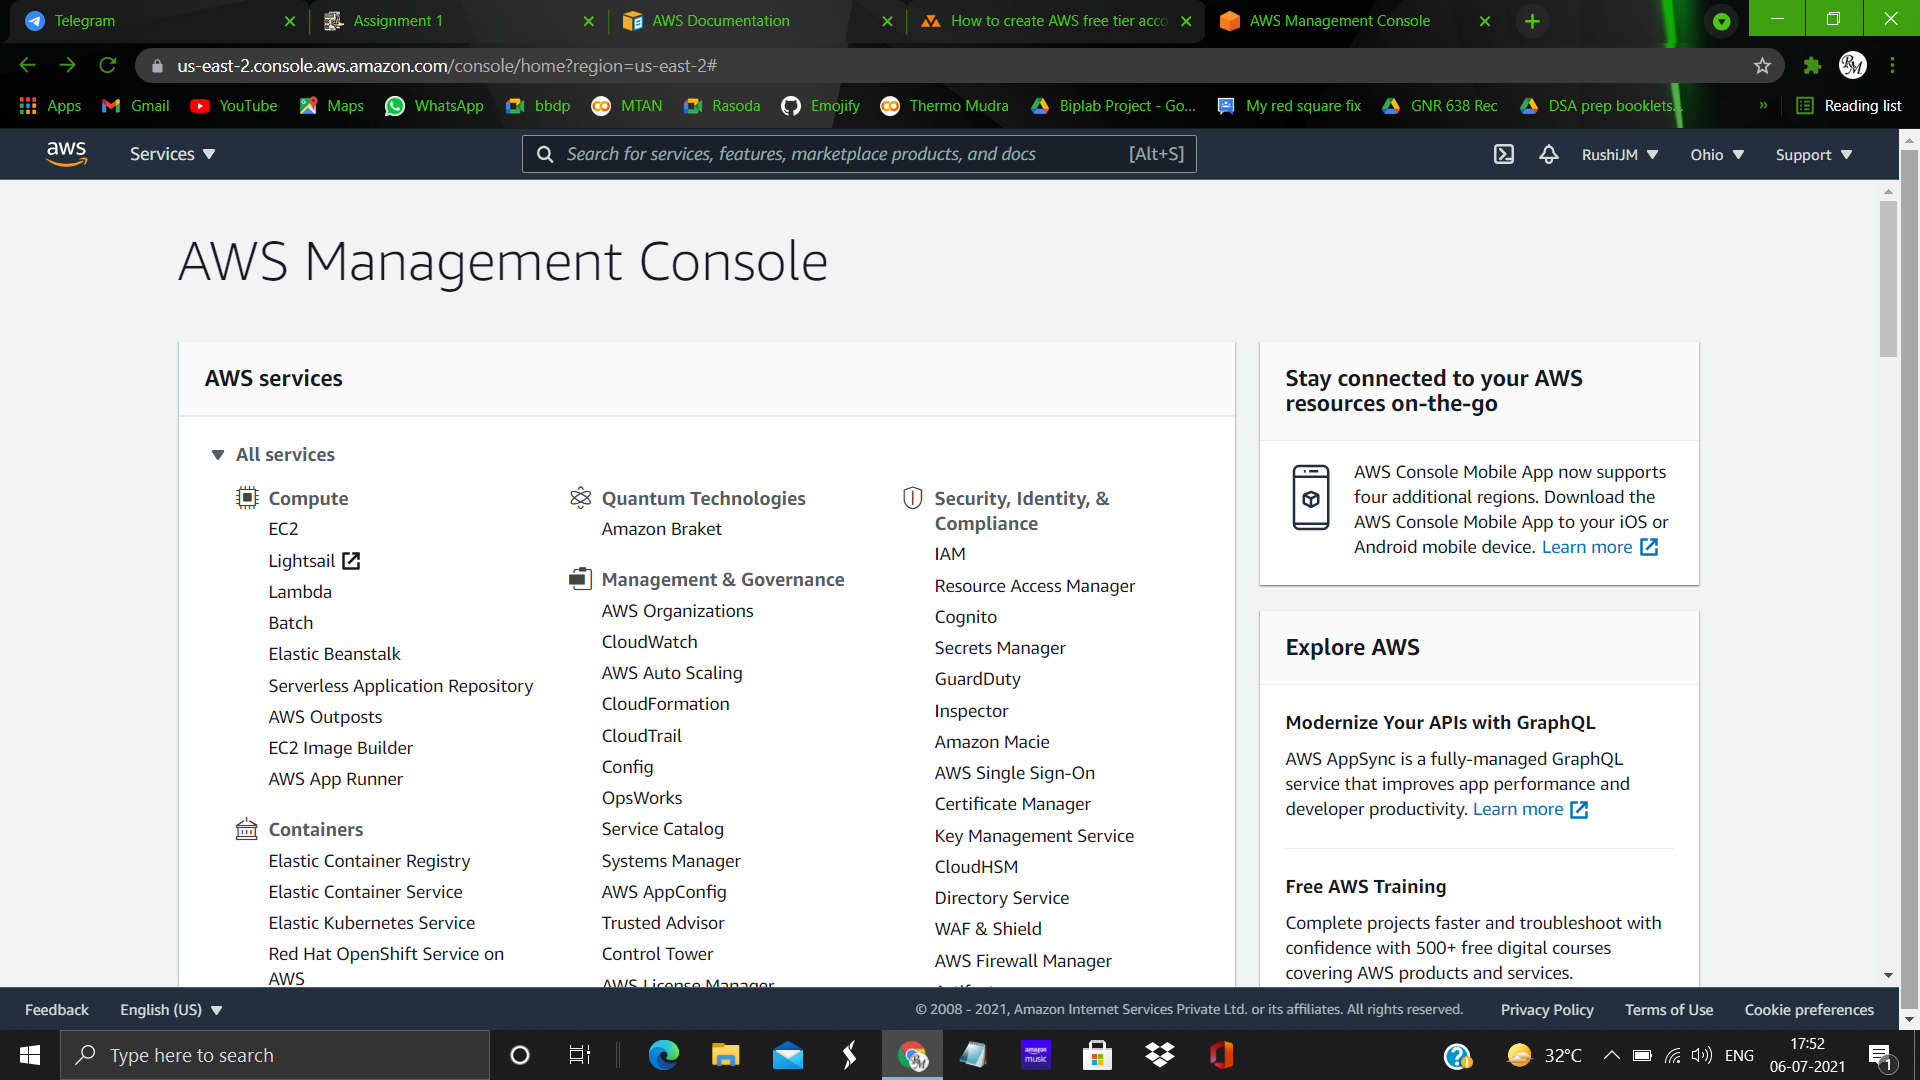 Telegram
Assignment 1
AWS Documentation
How to create AWS free tier acco
AWS Management Console
us-east-2.console.aws.amazon.com/console/home?region=us-east-2#
Apps
Gmail
YouTube
Maps
WhatsApp
bbdp
MTAN
Rasoda
Emojify
Thermo Mudra
Biplab Project - Go...
My red square fix
GNR 638 Rec
DSA prep booklets...
»
Reading list
aws
Services
Search for services, features, marketplace products, and docs
[Alt+S]
RushiJM
Ohio
Support
AWS Management Console
AWS services
All services
Compute
EC2
Lightsail
Lambda
Batch
Elastic Beanstalk
Serverless Application Repository
AWS Outposts
EC2 Image Builder
AWS App Runner
Containers
Elastic Container Registry
Elastic Container Service
Elastic Kubernetes Service
Red Hat OpenShift Service on
AWS
Quantum Technologies
Amazon Braket
Management & Governance
AWS Organizations
CloudWatch
AWS Auto Scaling
CloudFormation
CloudTrail
Config
OpsWorks
Service Catalog
Systems Manager
AWS AppConfig
Trusted Advisor
Control Tower
AWS License Manager
Security, Identity, &
Compliance
IAM
Resource Access Manager
Cognito
Secrets Manager
GuardDuty
Inspector
Amazon Macie
AWS Single Sign-On
Certificate Manager
Key Management Service
CloudHSM
Directory Service
WAF & Shield
AWS Firewall Manager
Stay connected to your AWS
resources on-the-go
AWS Console Mobile App now supports
four additional regions. Download the
AWS Console Mobile App to your iOS or
Android mobile device. Learn more
Explore AWS
Modernize Your APIs with GraphQL
AWS AppSync is a fully-managed GraphQL
service that improves app performance and
developer productivity. Learn more
Free AWS Training
Complete projects faster and troubleshoot with
confidence with 500+ free digital courses
covering AWS products and services.
Feedback
English (US)
© 2008 - 2021, Amazon Internet Services Private Ltd. or its affiliates. All rights reserved.
Privacy Policy
Terms of Use
Cookie preferences
Type here to search
amazon
music
32°C
ENG
17:52
06-07-2021
1